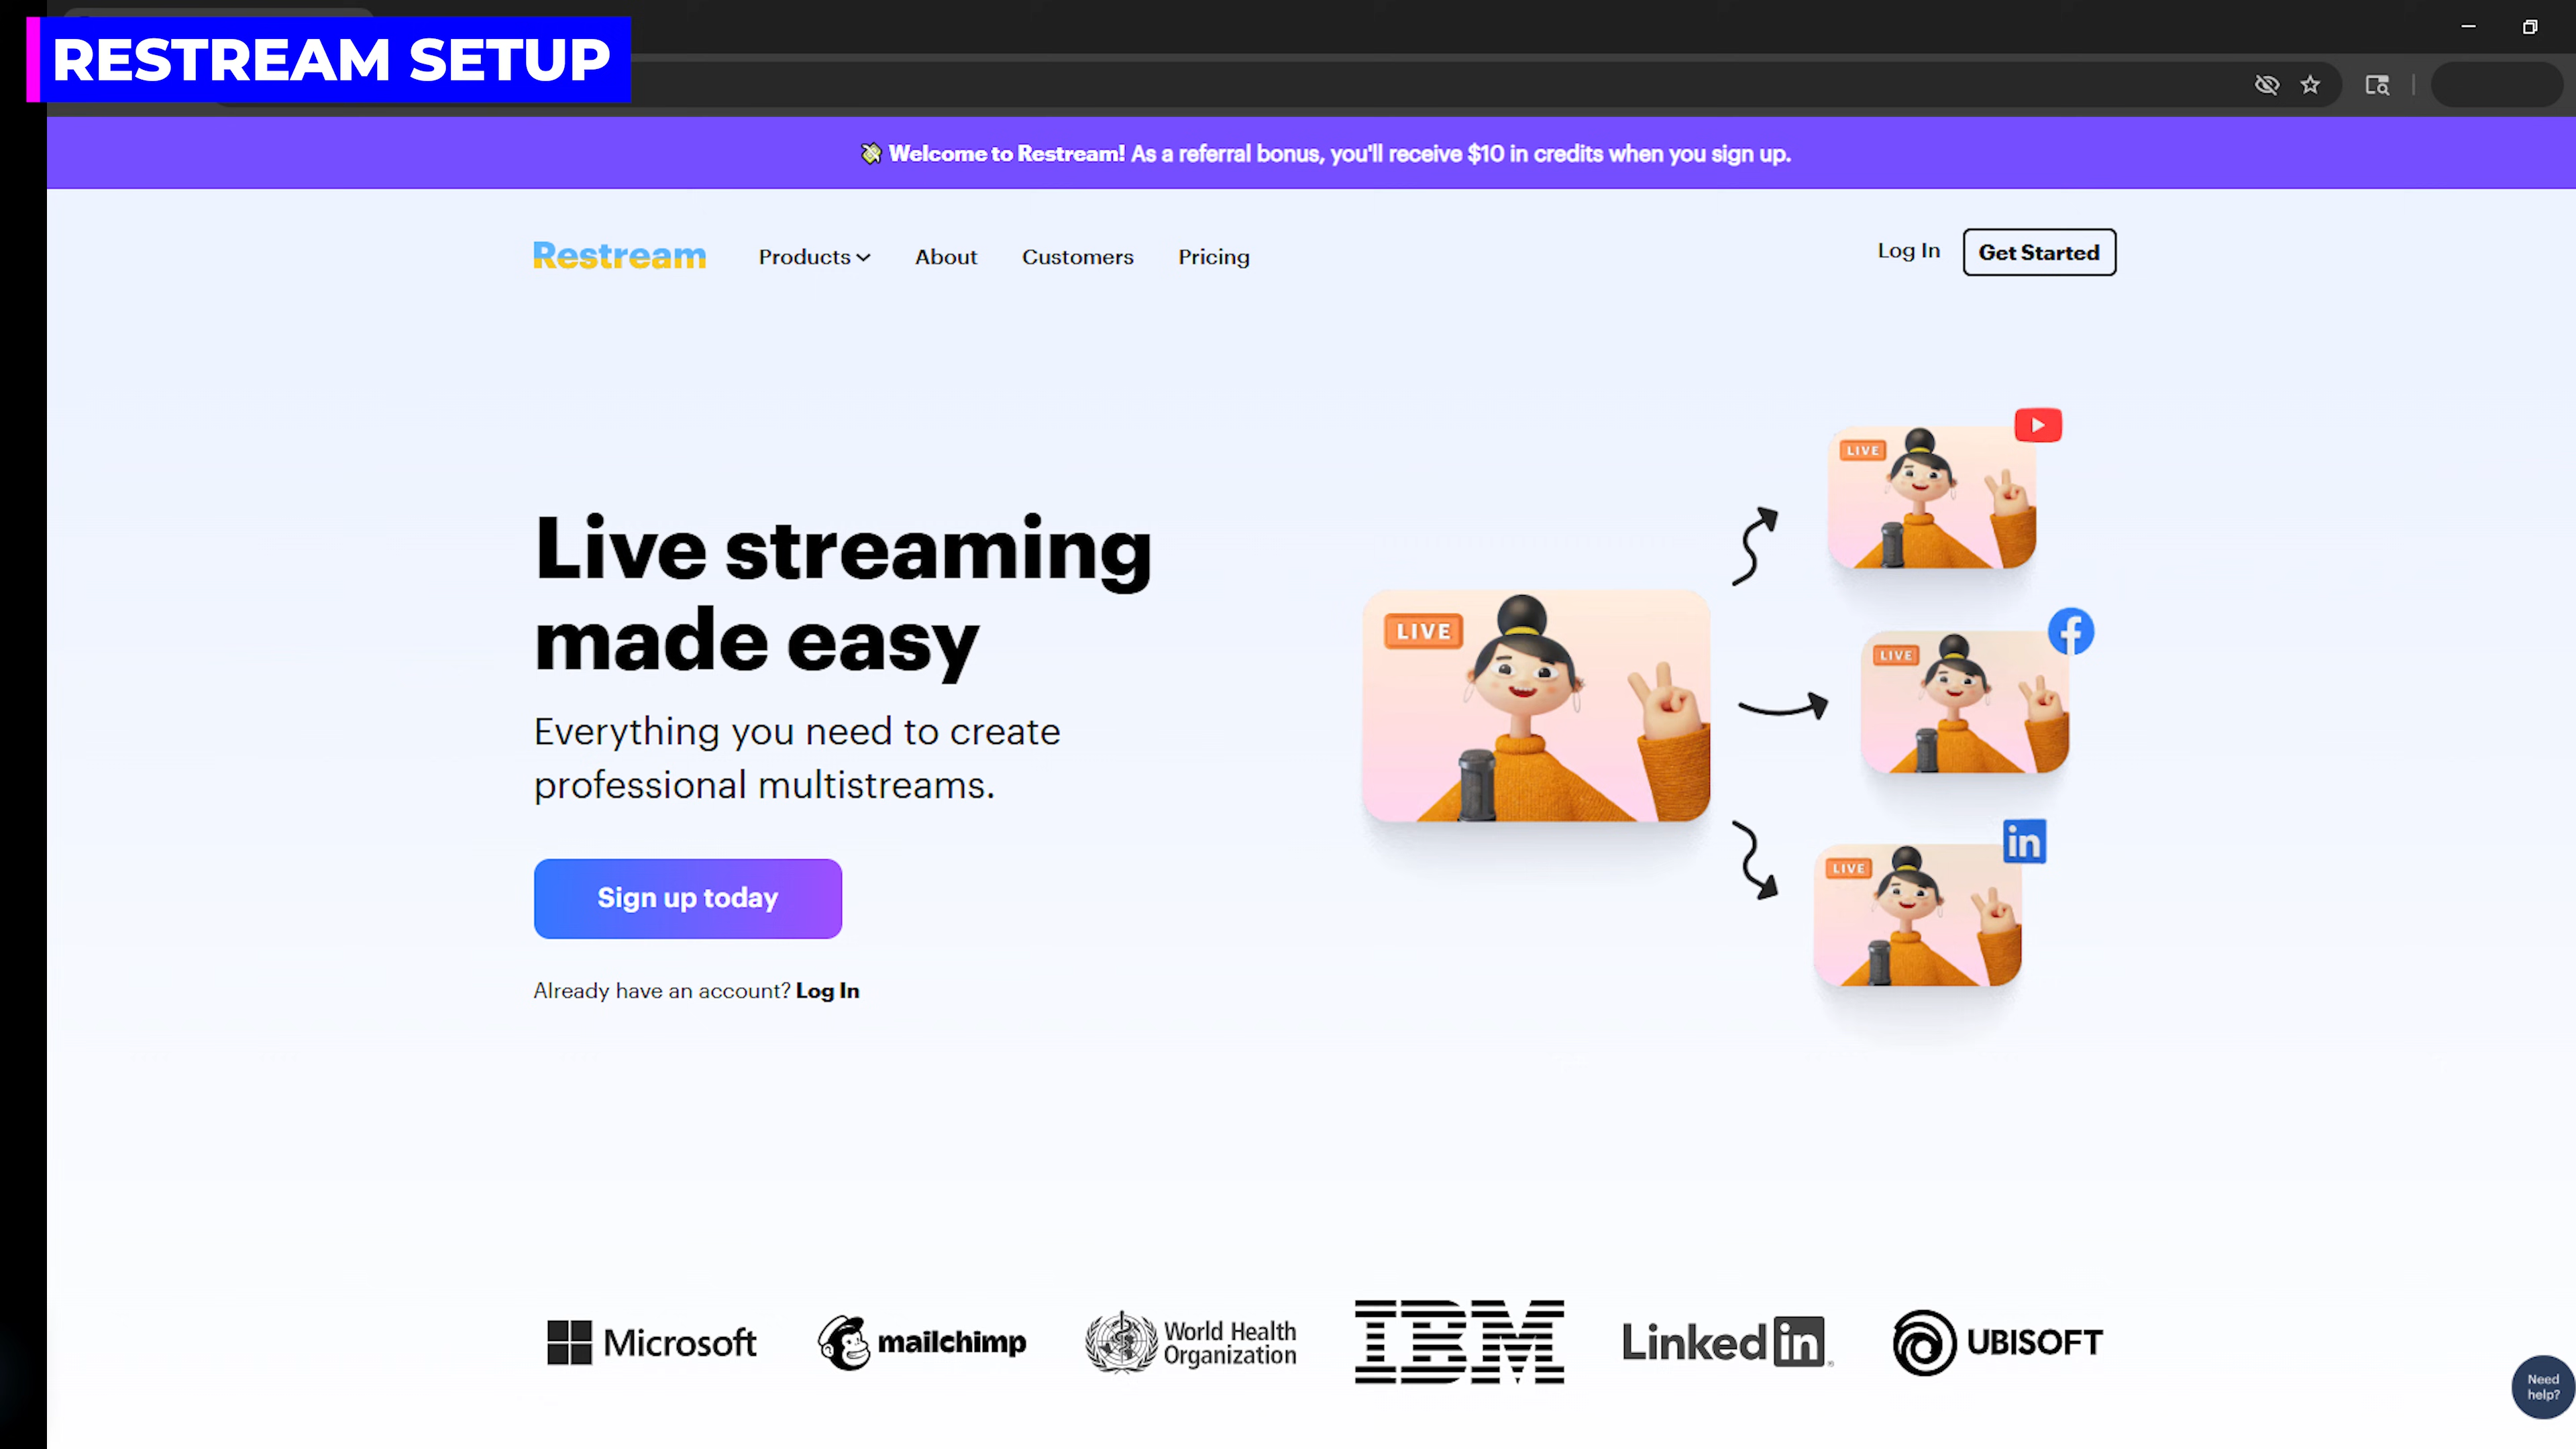 RESTREAM SETUP
Welcome to Restream! As a referral bonus, you'll receive $10 in credits when you sign up.
Restream
Products
About
Customers
Pricing
Log In
Get Started
LIVE
Live streaming
made easy
LIVE
LIVE
Everything you need to create
professional multistreams.
in
LIVE
Sign up today
Already have an account? Log In
Microsoft
mailchimp
World Health
Organization
IBM
Linked in
UBISOFT
Need
help?